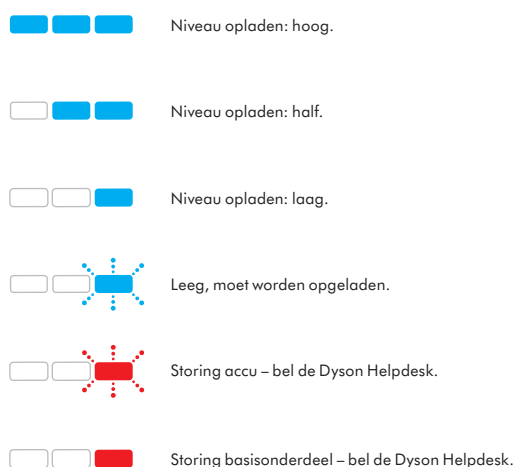 Niveau opladen: hoog.
Niveau opladen: half.
Niveau opladen: laag.
Leeg, moet worden opgeladen.
Storing accu – bel de Dyson Helpdesk.
Storing basisonderdeel – bel de Dyson Helpdesk.